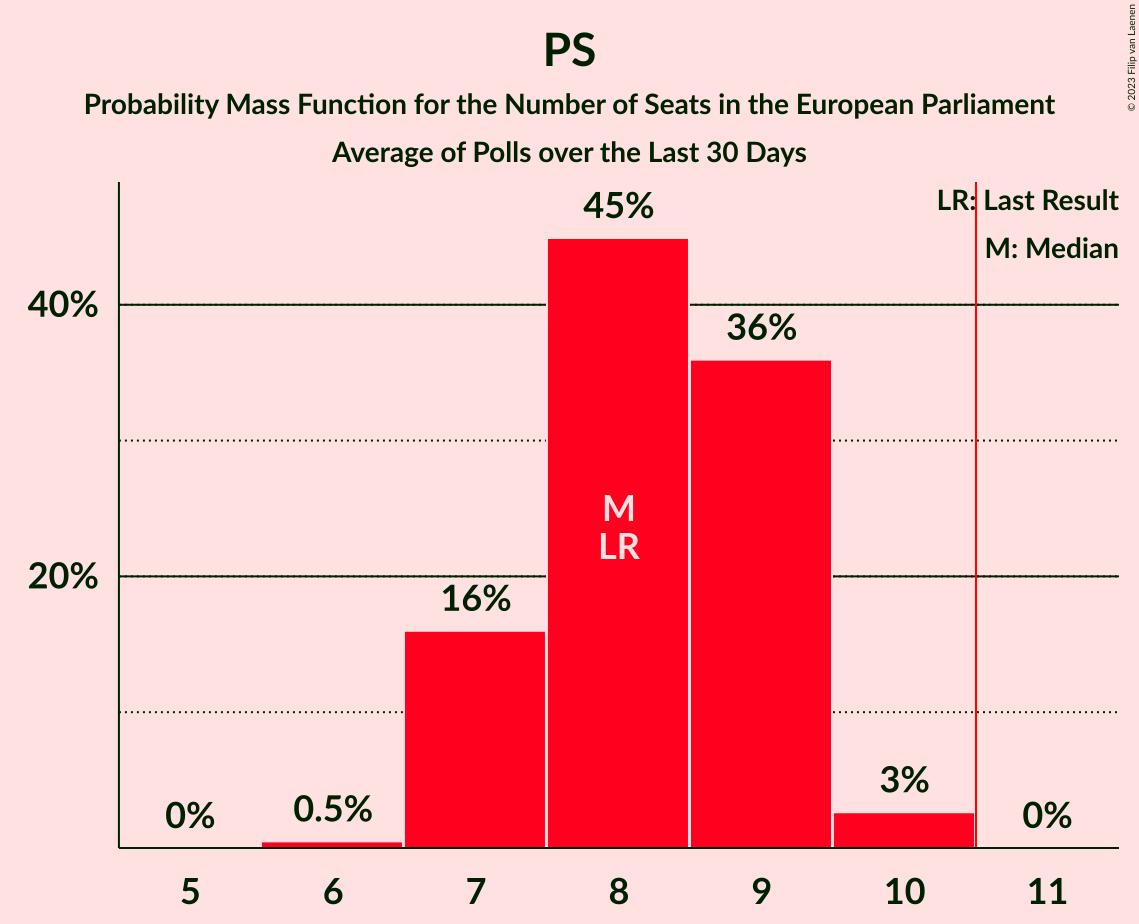 PS
Probability Mass Function for the Number of Seats in the European Parliament
Average of Polls over the Last 30 Days
© 2023 Filip van Laenen
LR: Last Result
M: Median
45%
40%
36%
M
LR
20%
16%
3%
0%
0.5%
0%
5 6 7 8 9 10 11